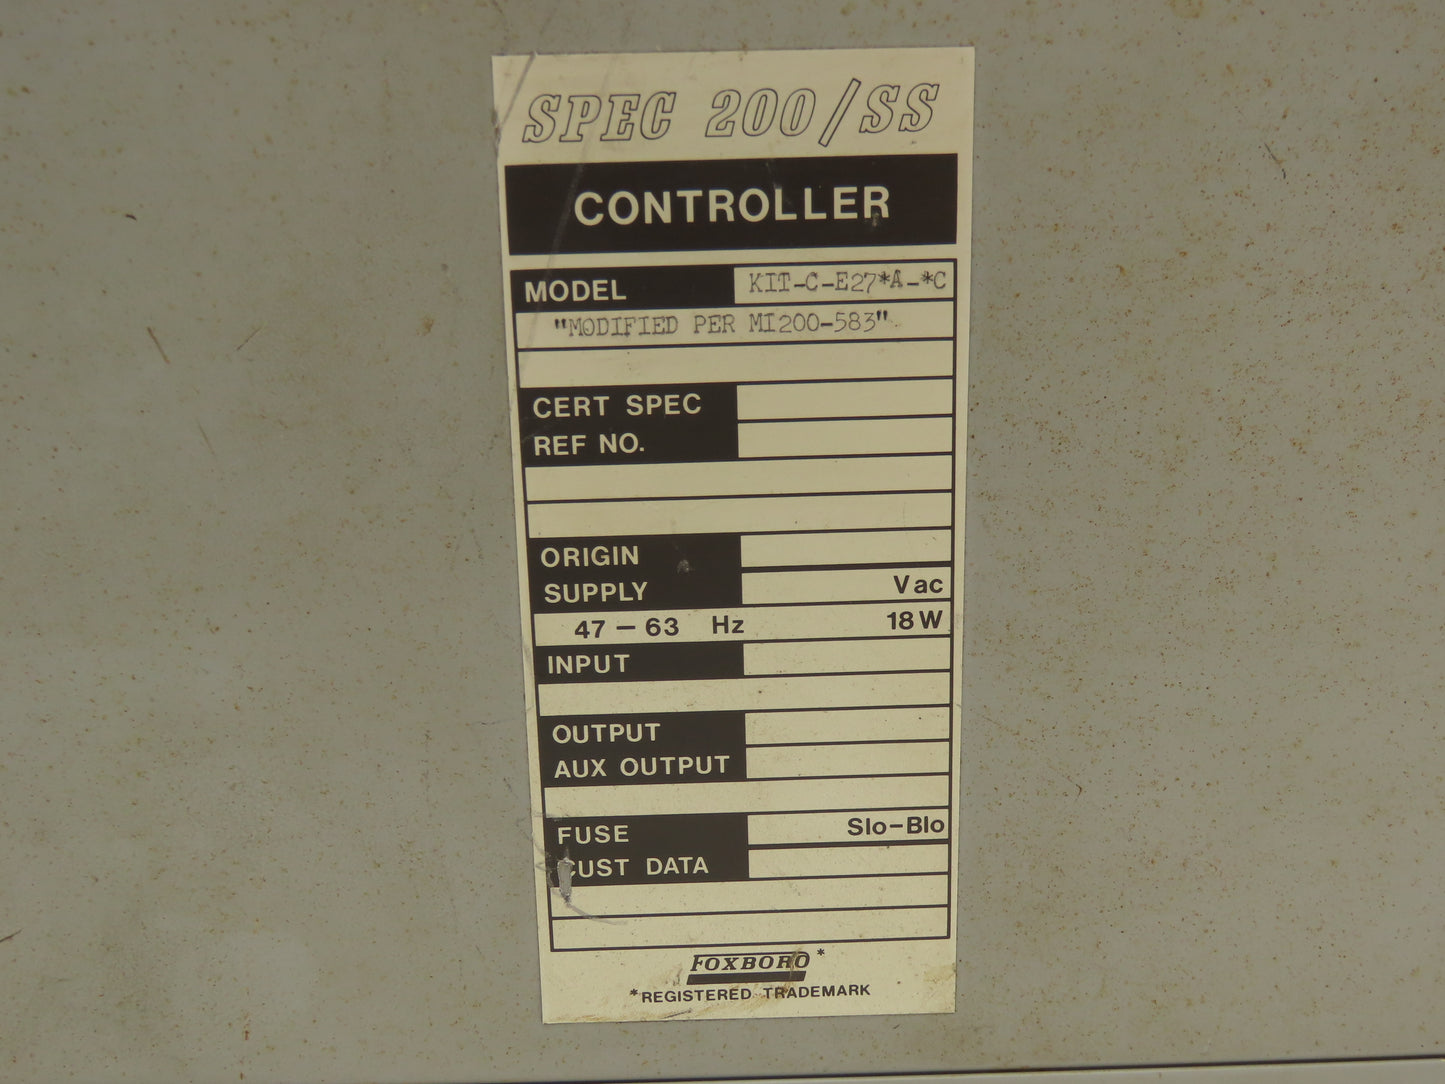 SPEC 200/SS
CONTROLLER
MODEL KIT-C-E27*A-*C
"MODIFIED PER MI200-583"
CERT SPEC
REF NO.
ORIGIN
SUPPLY Vac
47 - 63 Hz 18 W
INPUT
OUTPUT
AUX OUTPUT
FUSE Slo-Blo
CUST DATA
FOXBORO*
*REGISTERED TRADEMARK